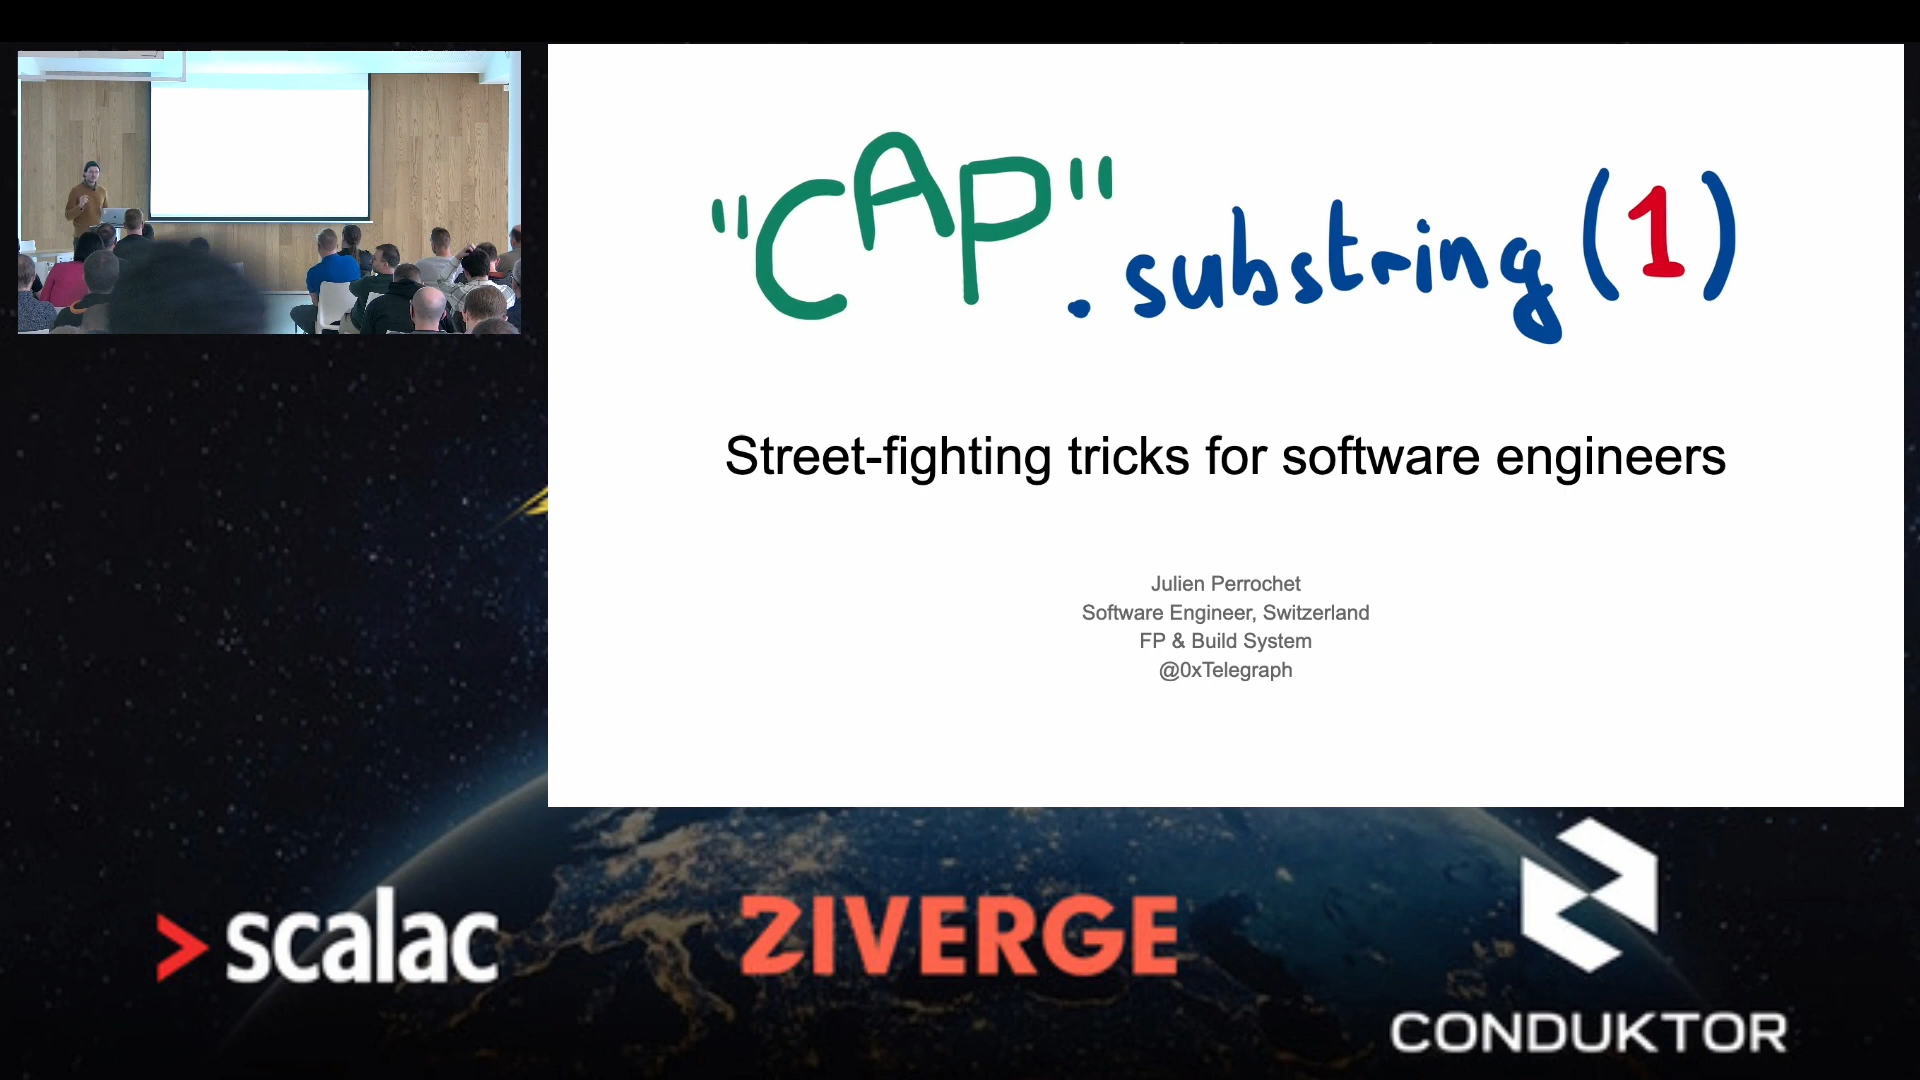 "CAP".substring(1)
Street-fighting tricks for software engineers
Julien Perrochet
Software Engineer, Switzerland
FP & Build System
@0xTelegraph
scalac
ZIVERGE
CONDUKTOR